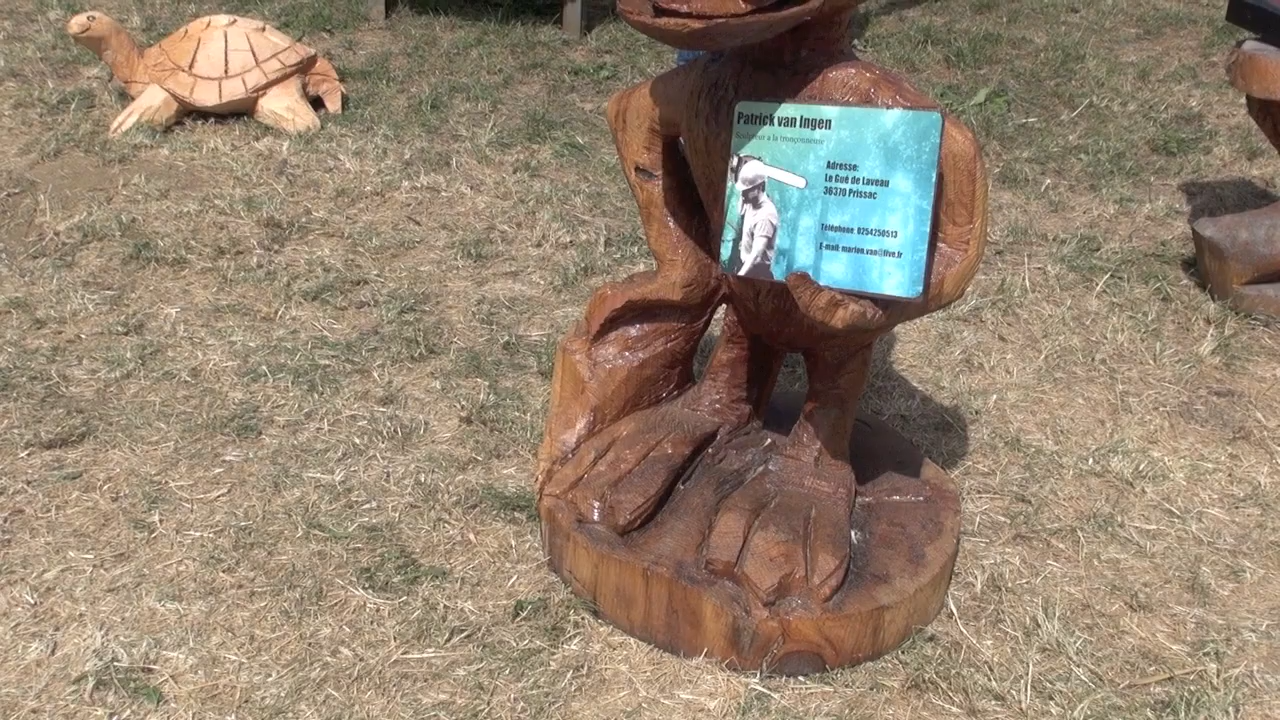 Patrick van Ingen
Sculpteur a la tronçonneuse
Adresse:
Le Gué de Laveau
36370 Prissac
Téléphone: 0254250513
E-mail: marion.van@live.fr